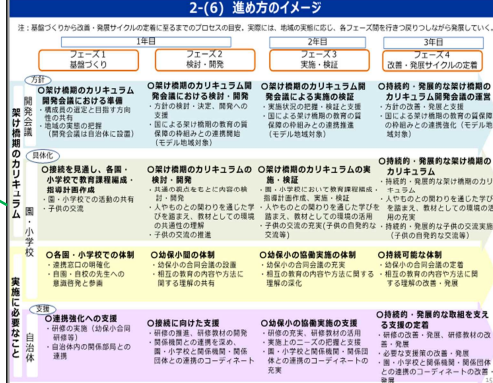 2-(6) 進め方のイメージ
注:基盤づくりから改善・発展サイクルの定着に至るまでのプロセスの目安。実際には、地域の実態に応じ、各フェーズ間を行きつ戻りつしながら発展していく。
1年目
2年目
3年目
フェーズ1
基盤づくり
フェーズ2
検討・開発
フェーズ3
実施・検証
フェーズ4
改善・発展サイクルの定着
架け橋期のカリキュラム
実施に必要なこと
方針
開発会議
○架け橋期のカリキュラム
開発会議における準備
・構成員の選定と目指す方向
性の共有
・地域の実態の把握
(開発会議は自治体に設置)
○架け橋期のカリキュラム開
発会議における検討・開発
・方針の検討・決定、開発への
支援
・国による架け橋期の教育の質
保障の枠組みとの連携開始
(モデル地域対象)
○架け橋期のカリキュラム開発
会議による実施の検証
・実施状況の把握・検証と支援
・国による架け橋期の教育の質
保障の枠組みとの連携推進
(モデル地域対象)
○持続的・発展的な架け橋期の
カリキュラム開発会議の運営
・方針の改善・発展と支援
・国による架け橋期の教育の質保障
の枠組みとの連携強化(モデル地
域対象)
具体化
園・小学校
○接続を見通し、各園・
小学校で教育課程編成・
指導計画作成
・園・小学校での活動の共有
・子供の交流
○架け橋期のカリキュラムの
検討・開発
・共通の視点をもとに内容の検
討・開発
・人やものとの関わりを通じた学
びを踏まえ、教材としての環境
の共通性の理解
・子供の交流の推進
○架け橋期のカリキュラムの実
施・検証
・園・小学校において教育課程編成・
指導計画作成、実施・検証
・人やものとの関わりを通じた学びを
踏まえ、教材としての環境の活用
・子供の交流の充実(子供の自発的な
交流等)
○持続的・発展的な架け橋期の
カリキュラム
・持続的・発展的な架け橋期のカリ
キュラム
・人やものとの関わりを通じた学び
を踏まえ、教材としての環境の活
用の充実
・持続的・発展的な子供の交流実施
(子供の自発的な交流等)
○各園・小学校での体制
・連携窓口の明確化
・自園・自校の先生への
意識啓発と参画
○幼保小間の体制
・幼保小の合同会議の設置
・相互の教育の内容や方法に
関する理解の共有
○幼保小の協働実施の体制
・幼保小の合同会議の充実
・相互の教育の内容や方法に関する
理解の深化
○持続可能な体制
・幼保小の合同会議の定着
・相互の教育の内容や方法に関
する理解の改善・発展
支援
自治体
○連携強化への支援
・研修の実施(幼保小合同
研修等)
・自治体内の関係部局との
連携
○接続に向けた支援
・研修の推進、研修教材の開発
・関係機関との連携を深め、
園・小学校と関係機関・関係
団体との連携のコーディネート
○幼保小の協働実施の支援
・研修の充実、研修教材の活用
・実施上のニーズの把握と支援
・園・小学校と関係機関・関係団
体との連携のコーディネートの
充実
○持続的・発展的な取組を支え
る支援の定着
・研修の改善・発展、研修教材の改
善・発展
・必要な支援策の改善・発展
・園・小学校と関係機関・関係団体
との連携のコーディネートの改善・
発展
15